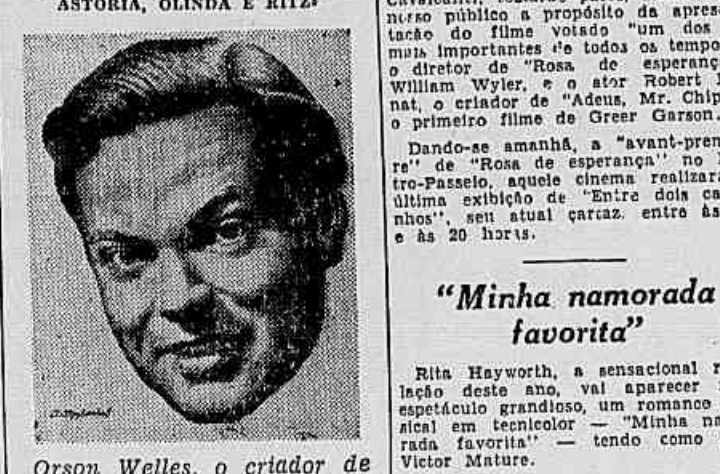 ASTORIA, OLINDA E RITZ:
Orson Welles, o criador de
nosso público a propósito da apres
tação do filme votado "um dos
mais importantes de todos os tempo
o diretor de "Rosa de esperanç
William Wyler, e o ator Robert
nat, o criador de "Adeus, Mr. Chip
o primeiro filme de Greer Garson.
Dando-se amanhã, a "avant-prem
re" de "Rosa de esperança" no
tro-Passeio, aquele cinema realizar
última exibição de "Entre dois ca
nhos", seu atual cartaz, entre às
e às 20 horas.
"Minha namorada
favorita"
Rita Hayworth, a sensacional r
lação deste ano, vai aparecer
espetáculo grandioso, um romance
sical em tecnicolor — "Minha na
rada favorita" — tendo como
Victor Mature.